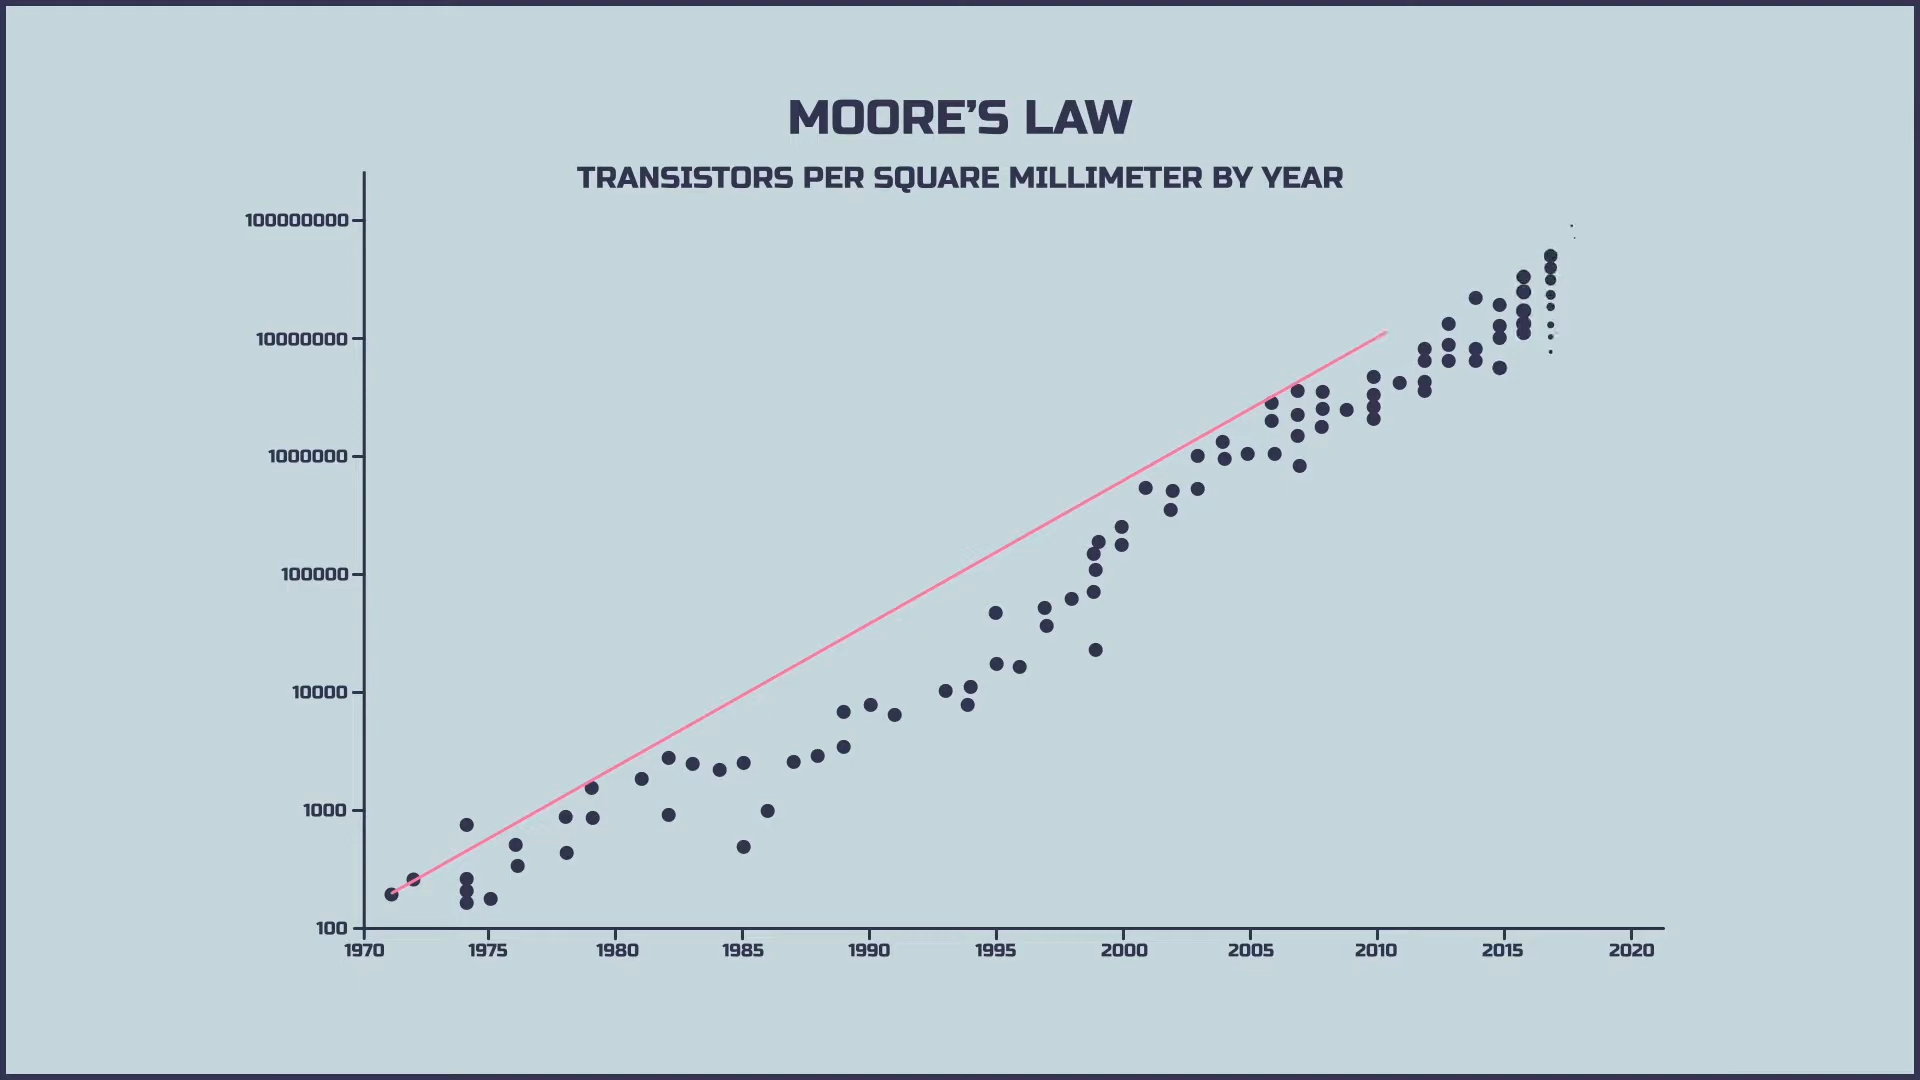 MOORE'S LAW
TRANSISTORS PER SQUARE MILLIMETER BY YEAR
100000000
10000000
1000000
100000
10000
1000
100
1970 1975 1980 1985 1990 1995 2000 2005 2010 2015 2020